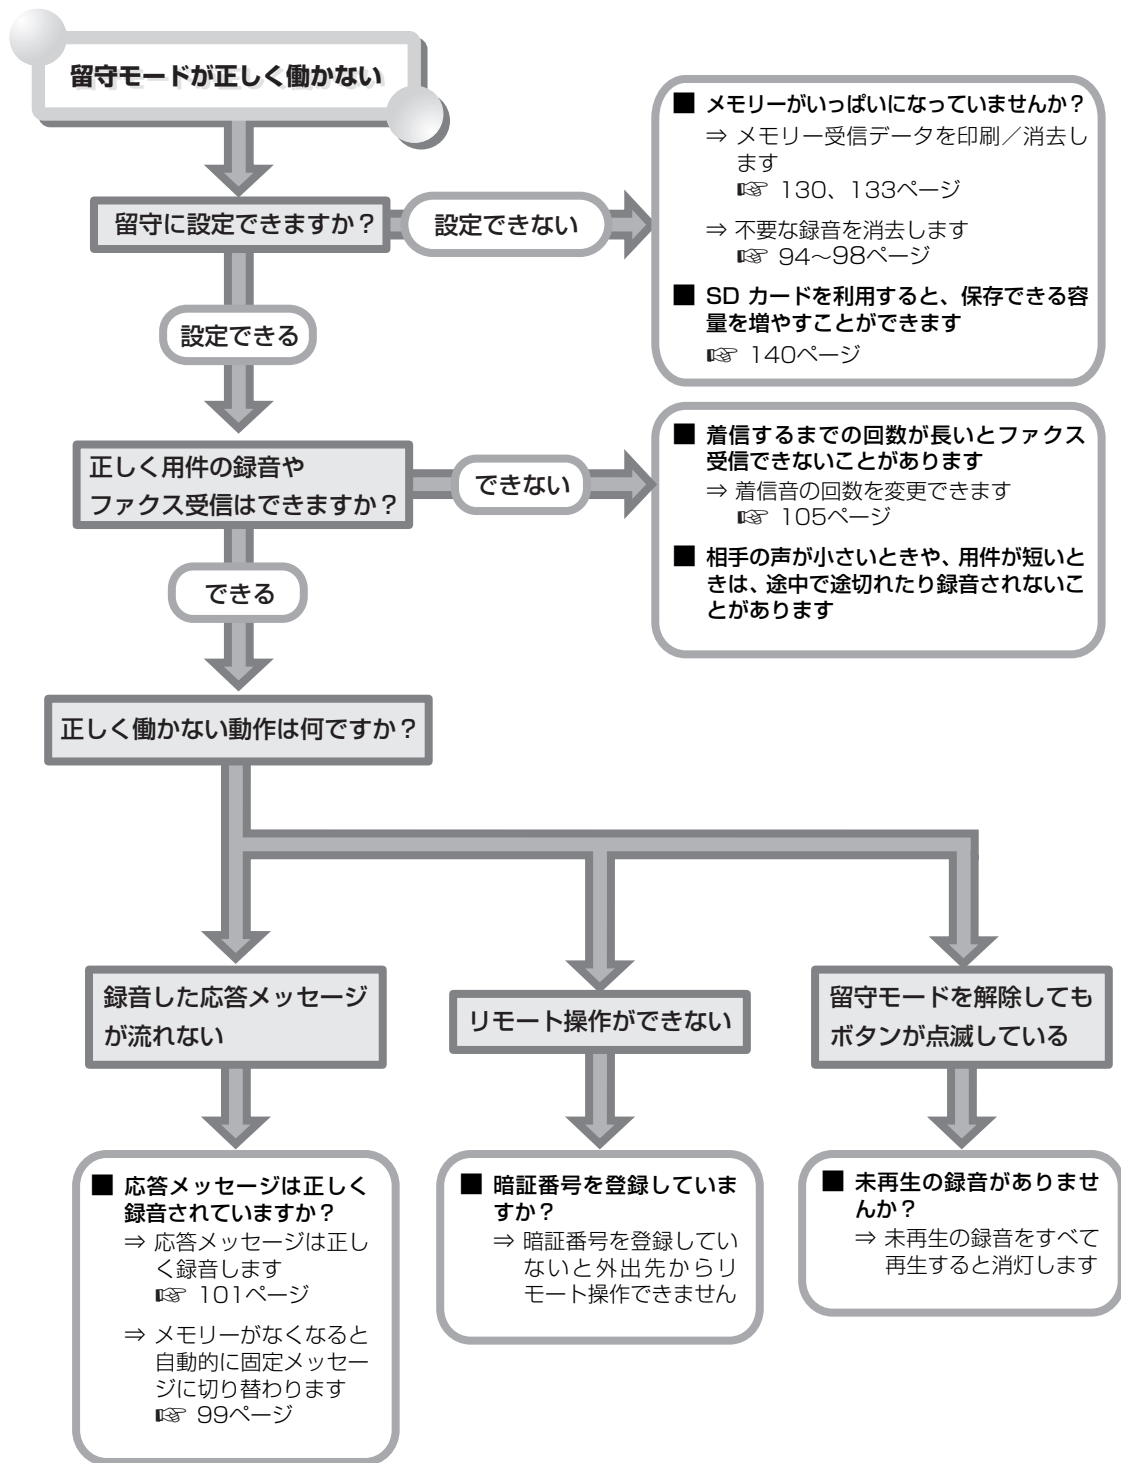 留守モードが正しく働かない
留守に設定できますか？
設定できない
■ メモリーがいっぱいになっていませんか？
⇒ メモリー受信データを印刷／消去し
ます
☞ 130、133ページ
⇒ 不要な録音を消去します
☞ 94～98ページ
■ SD カードを利用すると、保存できる容
量を増やすことができます
☞ 140ページ
設定できる
正しく用件の録音や
ファクス受信はできますか？
できない
■ 着信するまでの回数が長いとファクス
受信できないことがあります
⇒ 着信音の回数を変更できます
☞ 105ページ
■ 相手の声が小さいときや、用件が短いと
きは、途中で途切れたり録音されないこ
とがあります
できる
正しく働かない動作は何ですか？
録音した応答メッセージ
が流れない
■ 応答メッセージは正しく
録音されていますか？
⇒ 応答メッセージは正し
く録音します
☞ 101ページ
⇒ メモリーがなくなると
自動的に固定メッセー
ジに切り替わります
☞ 99ページ
リモート操作ができない
■ 暗証番号を登録していま
すか？
⇒ 暗証番号を登録してい
ないと外出先からリ
モート操作できません
留守モードを解除しても
ボタンが点滅している
■ 未再生の録音がありませ
んか？
⇒ 未再生の録音をすべて
再生すると消灯します